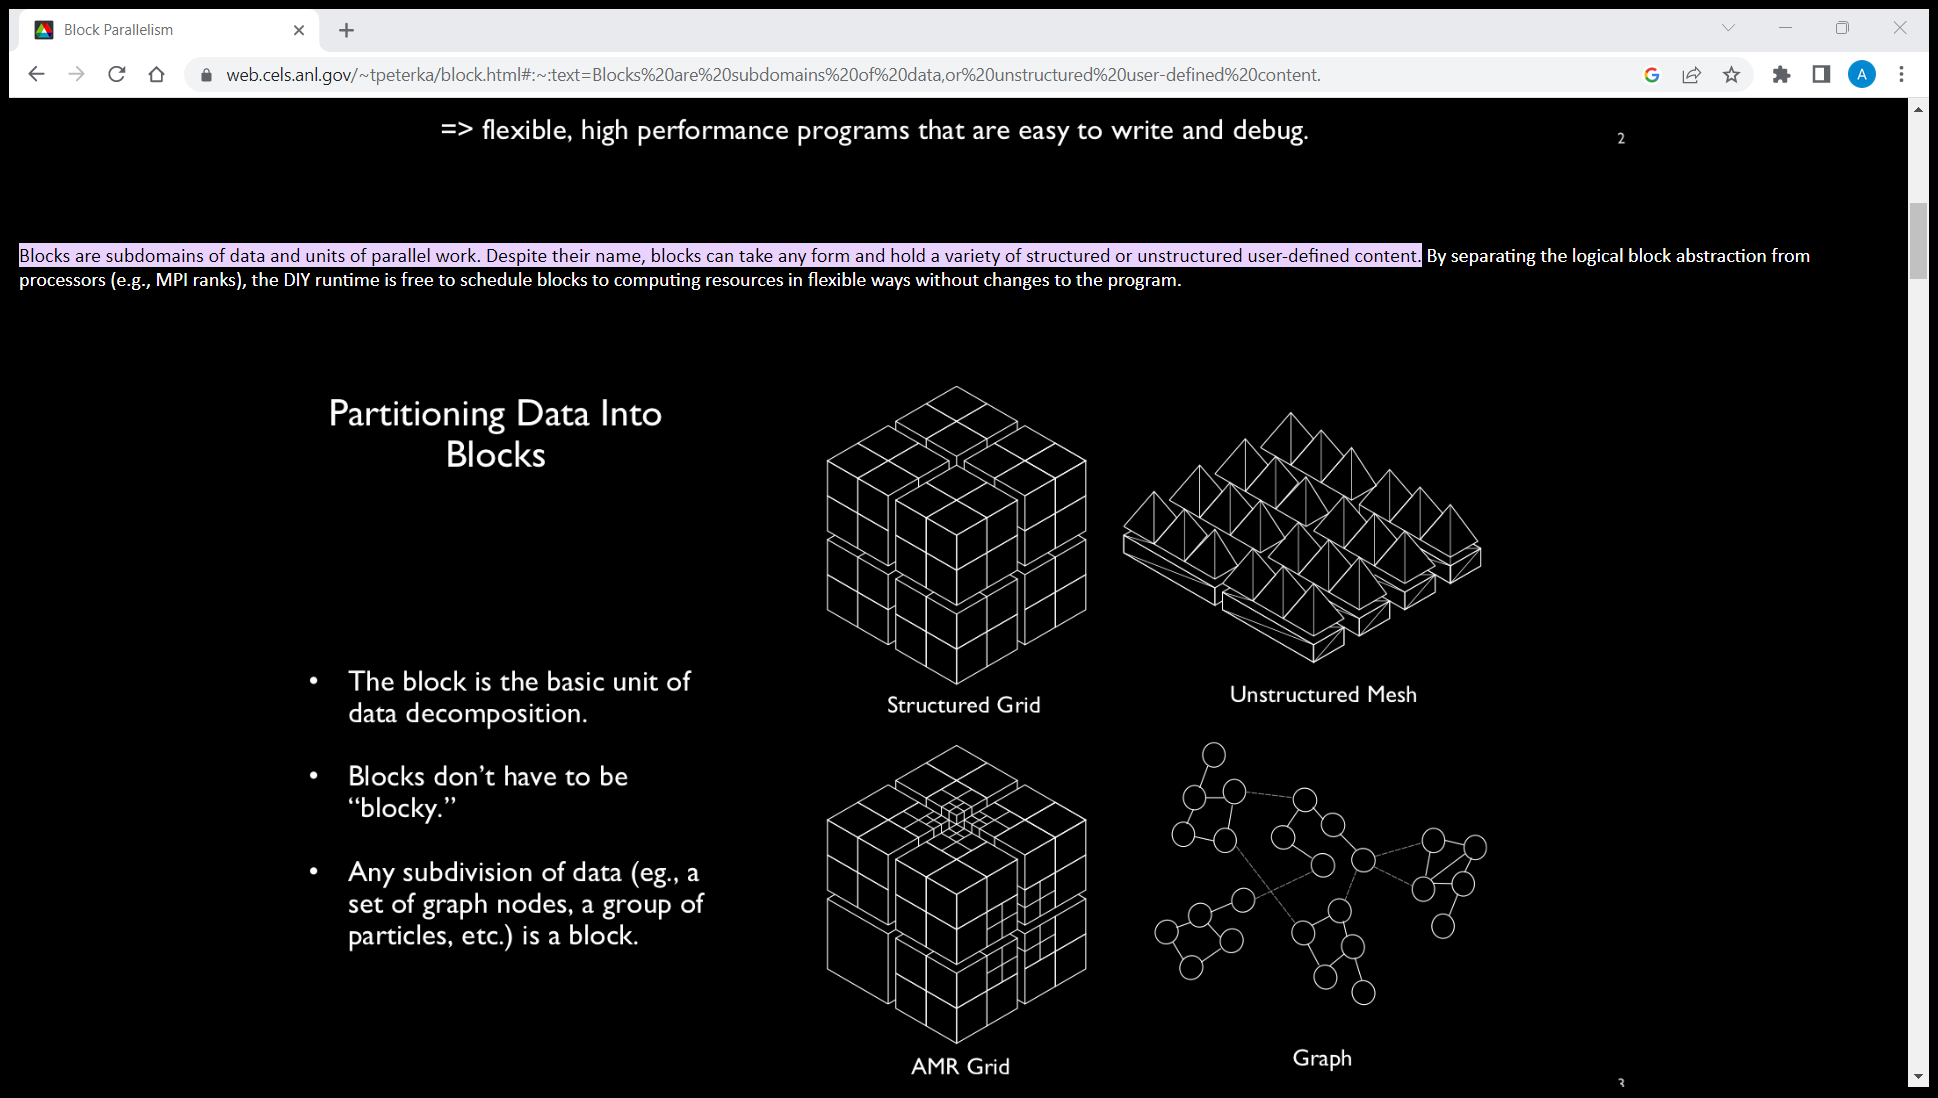 Block Parallelism
web.cels.anl.gov/~tpeterka/block.html#:~:text=Blocks%20are%20subdomains%20of%20data,or%20unstructured%20user-defined%20content.
A
=> flexible, high performance programs that are easy to write and debug.
2
Blocks are subdomains of data and units of parallel work. Despite their name, blocks can take any form and hold a variety of structured or unstructured user-defined content. By separating the logical block abstraction from
processors (e.g., MPI ranks), the DIY runtime is free to schedule blocks to computing resources in flexible ways without changes to the program.
Partitioning Data Into
Blocks
• The block is the basic unit of
data decomposition.
• Blocks don’t have to be
“blocky.”
• Any subdivision of data (eg., a
set of graph nodes, a group of
particles, etc.) is a block.
Structured Grid
Unstructured Mesh
AMR Grid
Graph
3